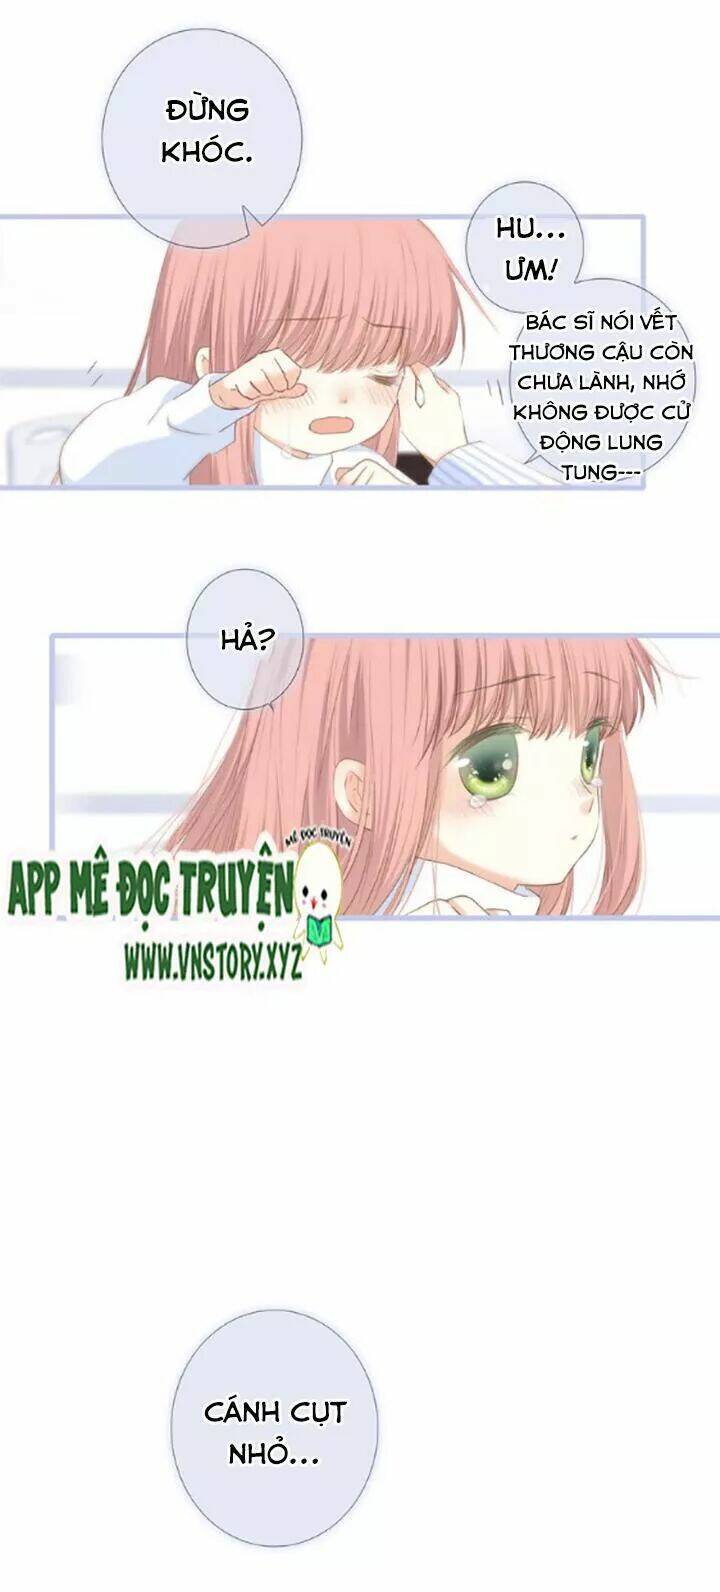 ĐỪNG
KHÓC.
HU...
ƯM!
BÁC SĨ NÓI VẾT
THƯƠNG CẬU CÒN
CHƯA LÀNH, NHỚ
KHÔNG ĐƯỢC CỬ
ĐỘNG LUNG
TUNG---
HẢ?
MÊ ĐỌC TRUYỆN
APP MÊ ĐỌC TRUYỆN
WWW.VNSTORY.XYZ
CÁNH CỤT
NHỎ...